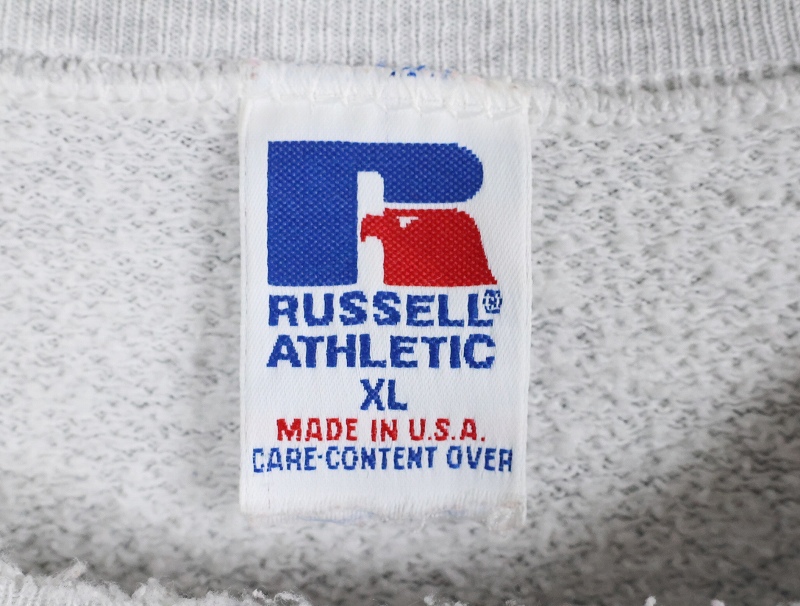 RUSSELL®
ATHLETIC
XL
MADE IN U.S.A.
CARE-CONTENT OVER